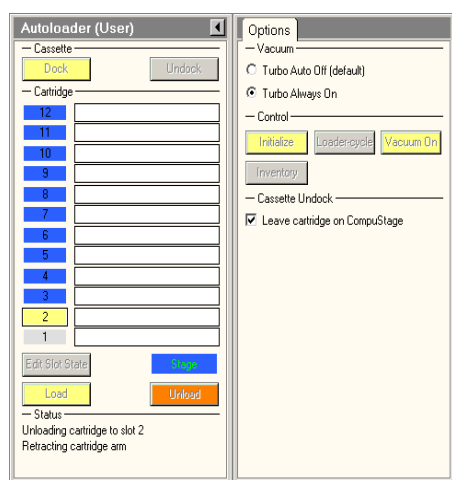 Autoloader (User)
Cassette
Dock
Undock
Cartridge
12
11
10
9
8
7
6
5
4
3
2
1
Edit Slot State
Stage
Load
Unload
Status
Unloading cartridge to slot 2
Retracting cartridge arm
Options
Vacuum
Turbo Auto Off (default)
Turbo Always On
Control
Initialize
Loader-cycle
Vacuum On
Inventory
Cassette Undock
Leave cartridge on CompuStage